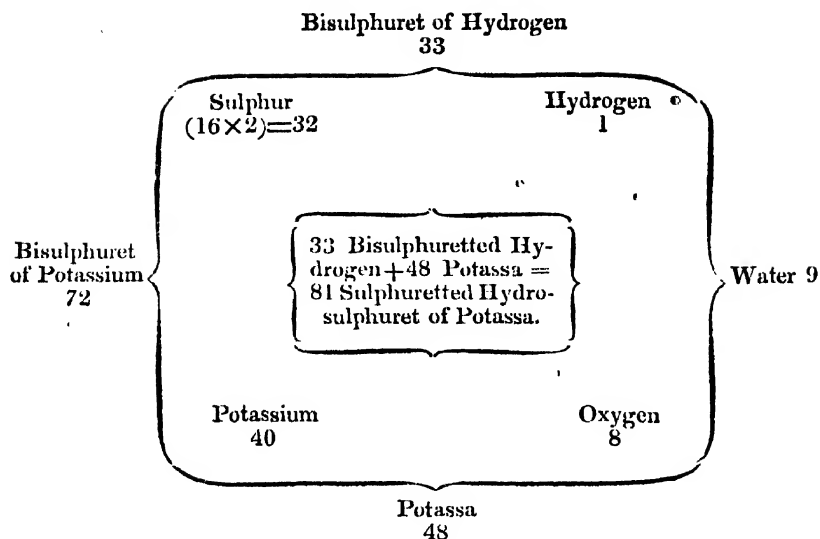 Bisulphuret of Hydrogen
33
Sulphur
(16×2)=32
Hydrogen
1
Bisulphuret
of Potassium
72
33 Bisulphuretted Hy-
drogen+48 Potassa =
81 Sulphuretted Hydro-
sulphuret of Potassa.
Water 9
Potassium
40
Oxygen
8
Potassa
48